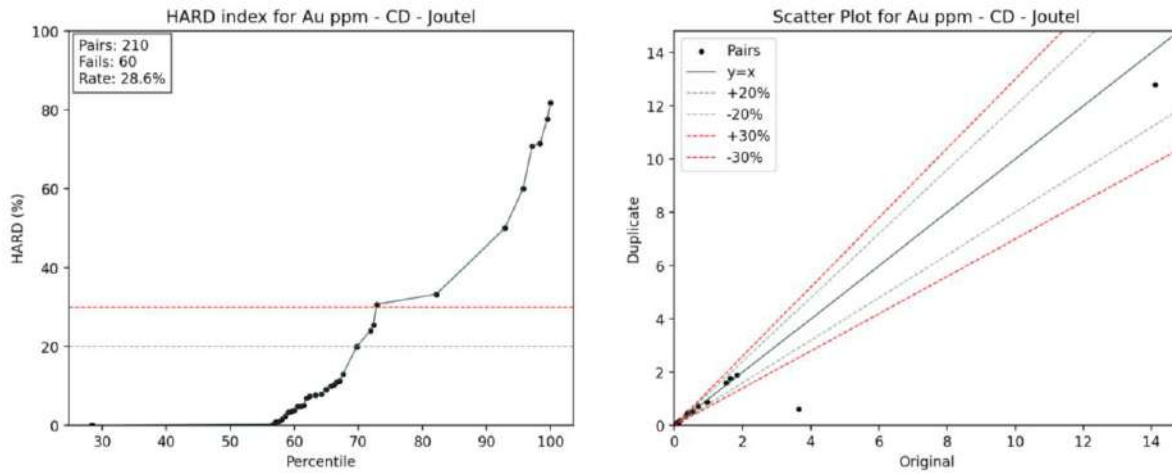 HARD index for Au ppm - CD - Joutel
Pairs: 210
Fails: 60
Rate: 28.6%
100
80
60
40
20
0
HARD (%)
30 40 50 60 70 80 90 100
Percentile
Scatter Plot for Au ppm - CD - Joutel
Pairs
y=x
+20%
-20%
+30%
-30%
14
12
10
8
6
4
2
0
Duplicate
0 2 4 6 8 10 12 14
Original